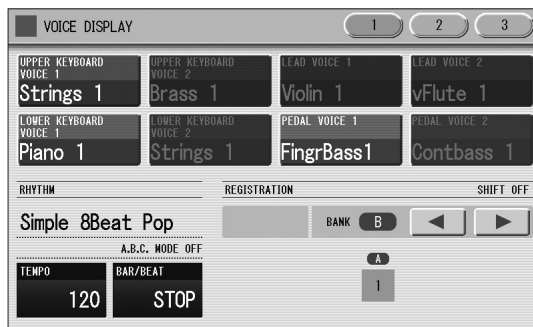 VOICE DISPLAY 1 2 3
UPPER KEYBOARD VOICE 1
Strings 1
UPPER KEYBOARD VOICE 2
Brass 1
LEAD VOICE 1
Violin 1
LEAD VOICE 2
vFlute 1
LOWER KEYBOARD VOICE 1
Piano 1
LOWER KEYBOARD VOICE 2
Strings 1
PEDAL VOICE 1
FingrBass1
PEDAL VOICE 2
Contbass 1
RHYTHM
Simple 8Beat Pop
A.B.C. MODE OFF
TEMPO
120
BAR/BEAT
STOP
REGISTRATION SHIFT OFF
BANK B
A
1